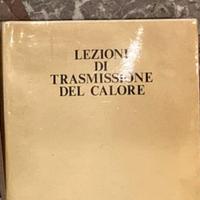 LEZIONI
DI
TRASMISSIONE
DEL CALORE